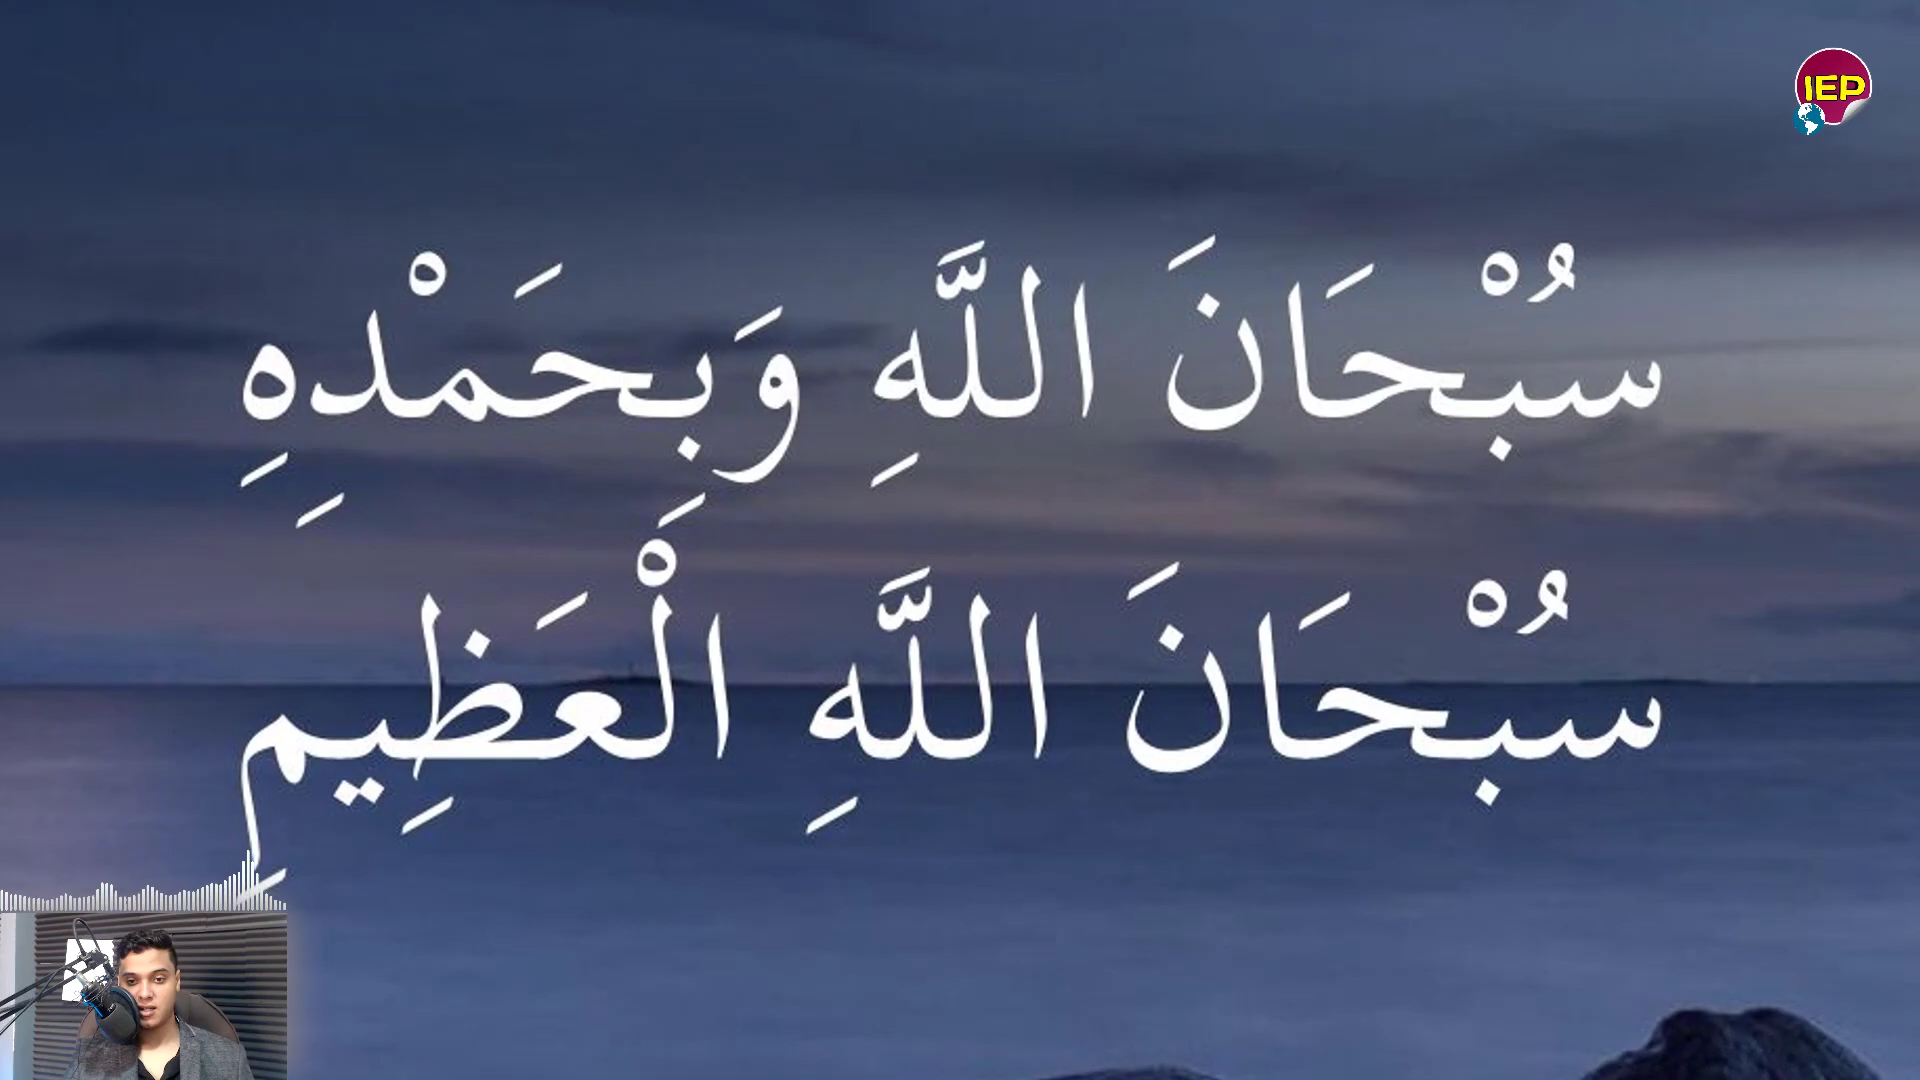 IEP
سُبْحَانَ اللَّهِ وَبِحَمْدِهِ
سُبْحَانَ اللَّهِ الْعَظِيمِ